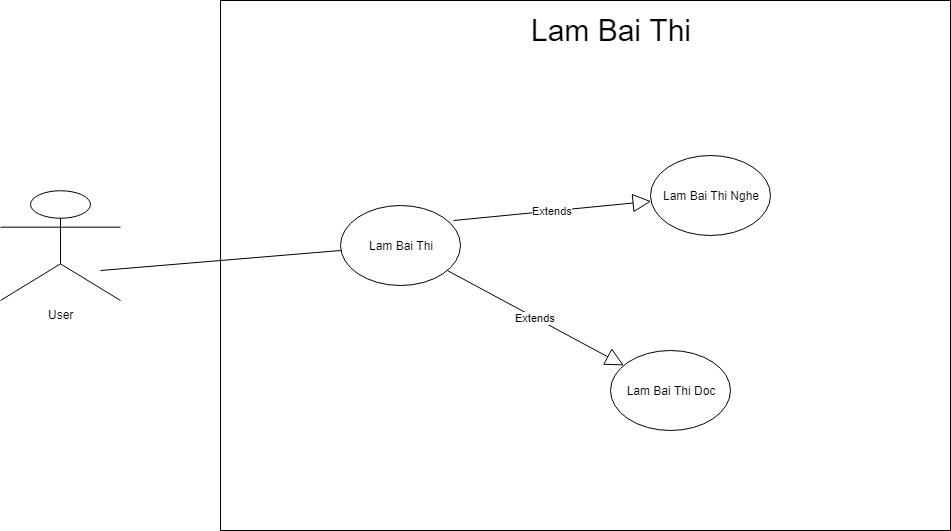 Lam Bai Thi
Lam Bai Thi Nghe
Extends
Lam Bai Thi
User
Extends
Lam Bai Thi Doc